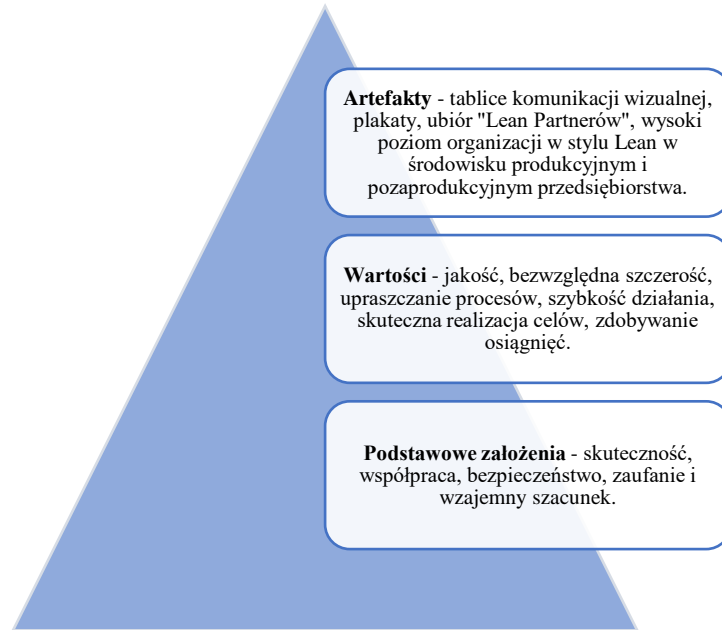 Artefakty - tablice komunikacji wizualnej,
plakaty, ubiór "Lean Partnerów", wysoki
poziom organizacji w stylu Lean w
środowisku produkcyjnym i
pozaprodukcyjnym przedsiębiorstwa.
Wartości - jakość, bezwzględna szczerość,
upraszczanie procesów, szybkość działania,
skuteczna realizacja celów, zdobywanie
osiągnięć.
Podstawowe założenia - skuteczność,
współpraca, bezpieczeństwo, zaufanie i
wzajemny szacunek.